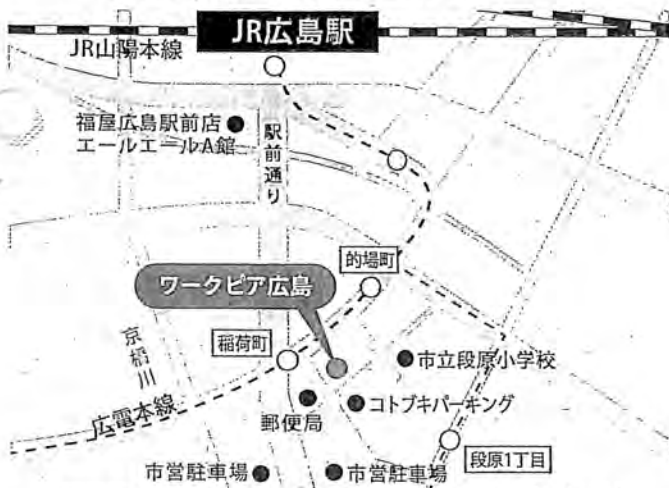 JR広島駅
JR山陽本線
福屋広島駅前店
エールエールA館
駅前通り
的場町
ワークピア広島
稲荷町
京橋川
市立段原小学校
広電本線
コトブキパーキング
郵便局
段原1丁目
市営駐車場
市営駐車場